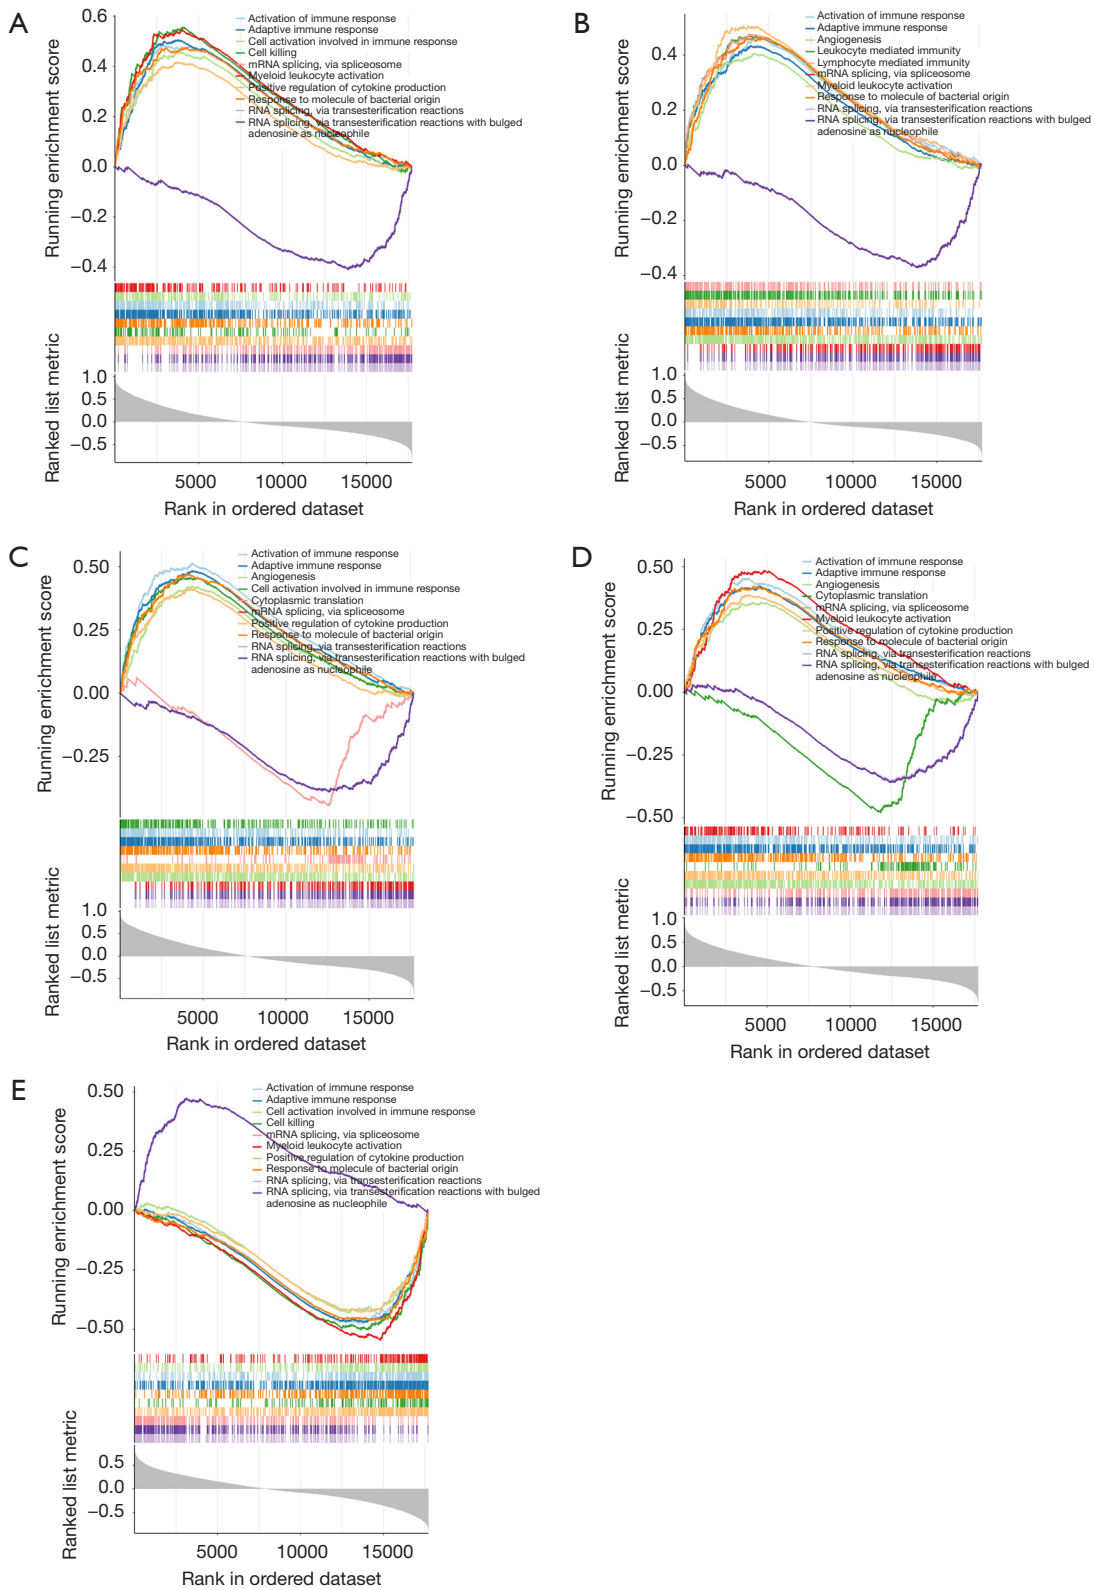 A
Running enrichment score
0.6
0.4
0.2
0.0
−0.2
−0.4
Activation of immune response
Adaptive immune response
Cell activation involved in immune response
Cell killing
mRNA splicing, via spliceosome
Myeloid leukocyte activation
Positive regulation of cytokine production
Response to molecule of bacterial origin
RNA splicing, via transesterification reactions
RNA splicing, via transesterification reactions with bulged
adenosine as nucleophile
Ranked list metric
1.0
0.5
0.0
−0.5
5000 10000 15000
Rank in ordered dataset
B
Running enrichment score
0.4
0.2
0.0
−0.2
−0.4
Activation of immune response
Adaptive immune response
Angiogenesis
Leukocyte mediated immunity
Lymphocyte mediated immunity
mRNA splicing, via spliceosome
Myeloid leukocyte activation
Response to molecule of bacterial origin
RNA splicing, via transesterification reactions
RNA splicing, via transesterification reactions with bulged
adenosine as nucleophile
Ranked list metric
1.0
0.5
0.0
−0.5
5000 10000 15000
Rank in ordered dataset
C
Running enrichment score
0.50
0.25
0.00
−0.25
Activation of immune response
Adaptive immune response
Angiogenesis
Cell activation involved in immune response
Cytoplasmic translation
mRNA splicing, via spliceosome
Positive regulation of cytokine production
Response to molecule of bacterial origin
RNA splicing, via transesterification reactions
RNA splicing, via transesterification reactions with bulged
adenosine as nucleophile
Ranked list metric
1.0
0.5
0.0
−0.5
5000 10000 15000
Rank in ordered dataset
D
Running enrichment score
0.50
0.25
0.00
−0.25
−0.50
Activation of immune response
Adaptive immune response
Angiogenesis
Cytoplasmic translation
mRNA splicing, via spliceosome
Myeloid leukocyte activation
Positive regulation of cytokine production
Response to molecule of bacterial origin
RNA splicing, via transesterification reactions
RNA splicing, via transesterification reactions with bulged
adenosine as nucleophile
Ranked list metric
1.0
0.5
0.0
−0.5
5000 10000 15000
Rank in ordered dataset
E
Running enrichment score
0.50
0.25
0.00
−0.25
−0.50
Activation of immune response
Adaptive immune response
Cell activation involved in immune response
Cell killing
mRNA splicing, via spliceosome
Myeloid leukocyte activation
Positive regulation of cytokine production
Response to molecule of bacterial origin
RNA splicing, via transesterification reactions
RNA splicing, via transesterification reactions with bulged
adenosine as nucleophile
Ranked list metric
0.5
0.0
−0.5
5000 10000 15000
Rank in ordered dataset